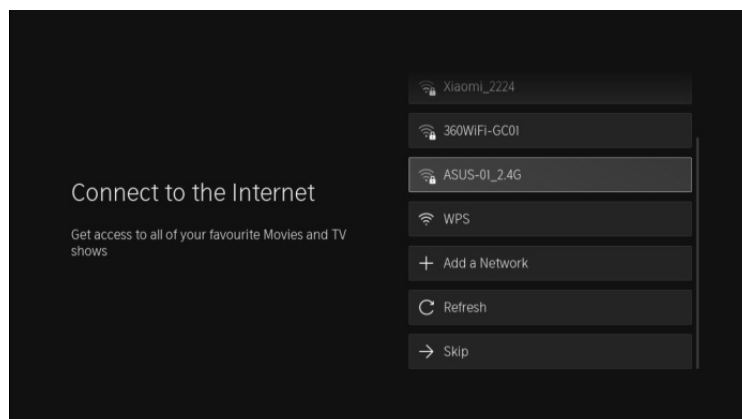 Xiaomi_2224
360WiFi-GC01
ASUS-01_2.4G
Connect to the Internet
WPS
Get access to all of your favourite Movies and TV
shows
Add a Network
Refresh
Skip